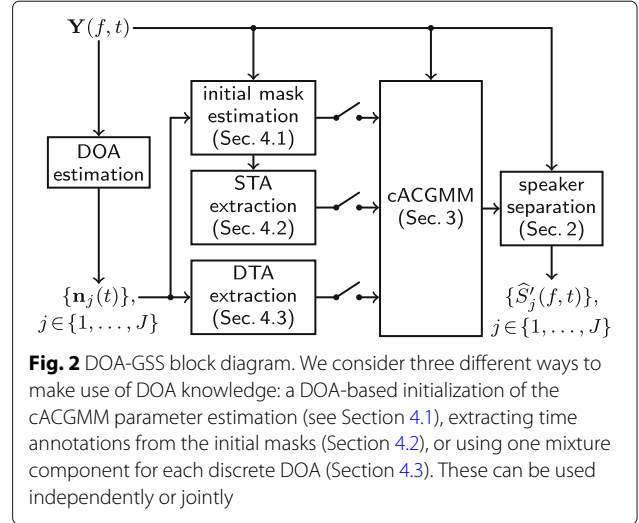 Y(f, t)
initial mask
estimation
(Sec. 4.1)
DOA
estimation
STA
extraction
(Sec. 4.2)
cACGMM
(Sec. 3)
speaker
separation
(Sec. 2)
{n_j(t)},
j∈{1, . . . , J}
DTA
extraction
(Sec. 4.3)
{Ŝ′_j(f, t)},
j∈{1, . . . , J}
Fig. 2 DOA-GSS block diagram. We consider three different ways to
make use of DOA knowledge: a DOA-based initialization of the
cACGMM parameter estimation (see Section 4.1), extracting time
annotations from the initial masks (Section 4.2), or using one mixture
component for each discrete DOA (Section 4.3). These can be used
independently or jointly